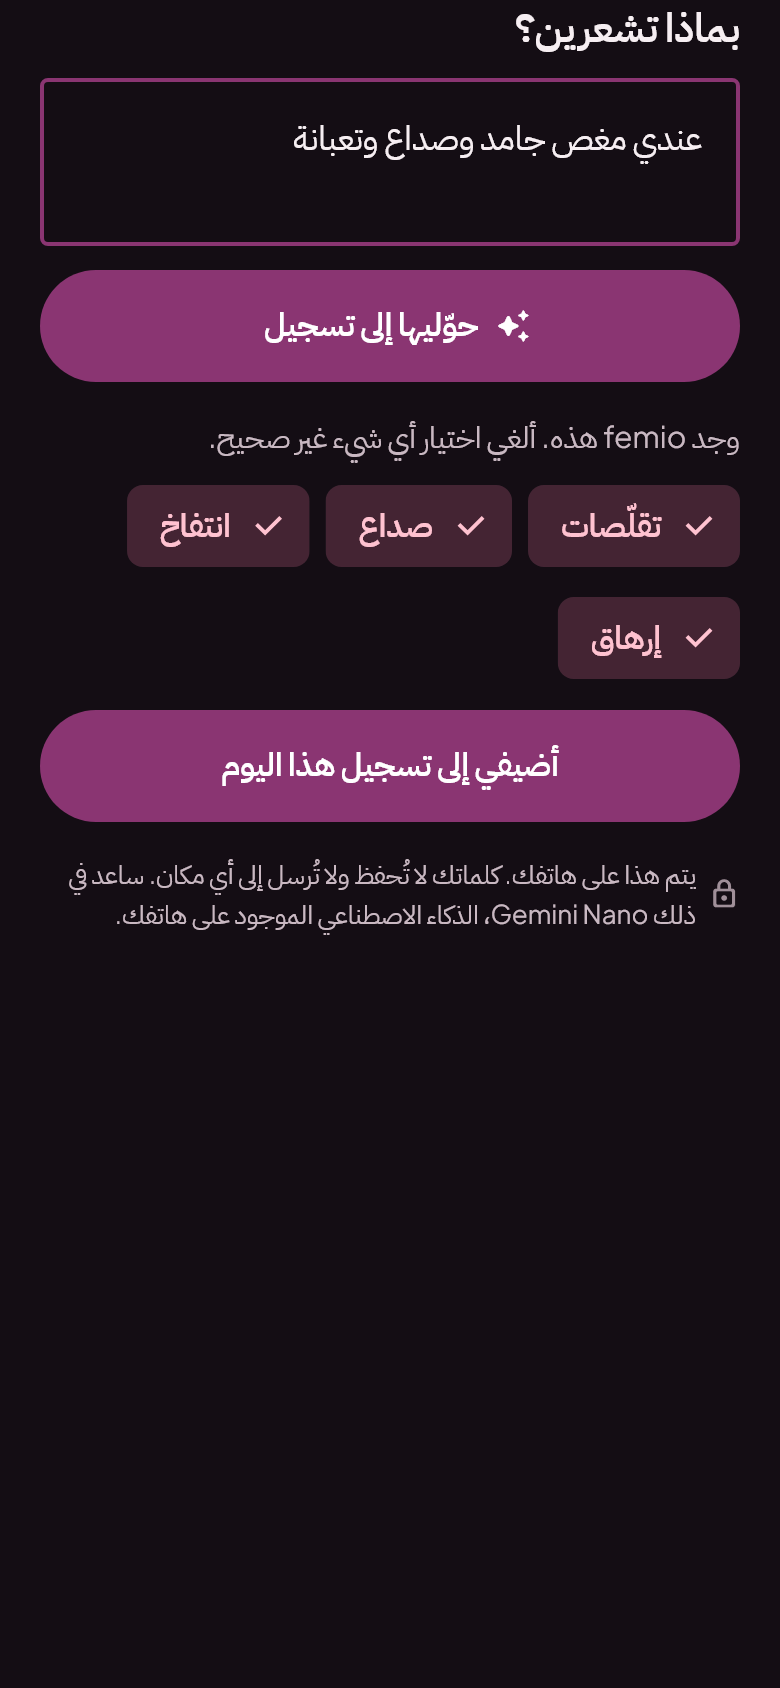 بماذا تشعرين؟
عندي مغص جامد وصداع وتعبانة
حوّليها إلى تسجيل
وجد femio هذه. ألغي اختيار أي شيء غير صحيح.
تقلّصات
صداع
انتفاخ
إرهاق
أضيفي إلى تسجيل هذا اليوم
يتم هذا على هاتفك. كلماتك لا تُحفظ ولا تُرسل إلى أي مكان. ساعد في
ذلك Gemini Nano، الذكاء الاصطناعي الموجود على هاتفك.